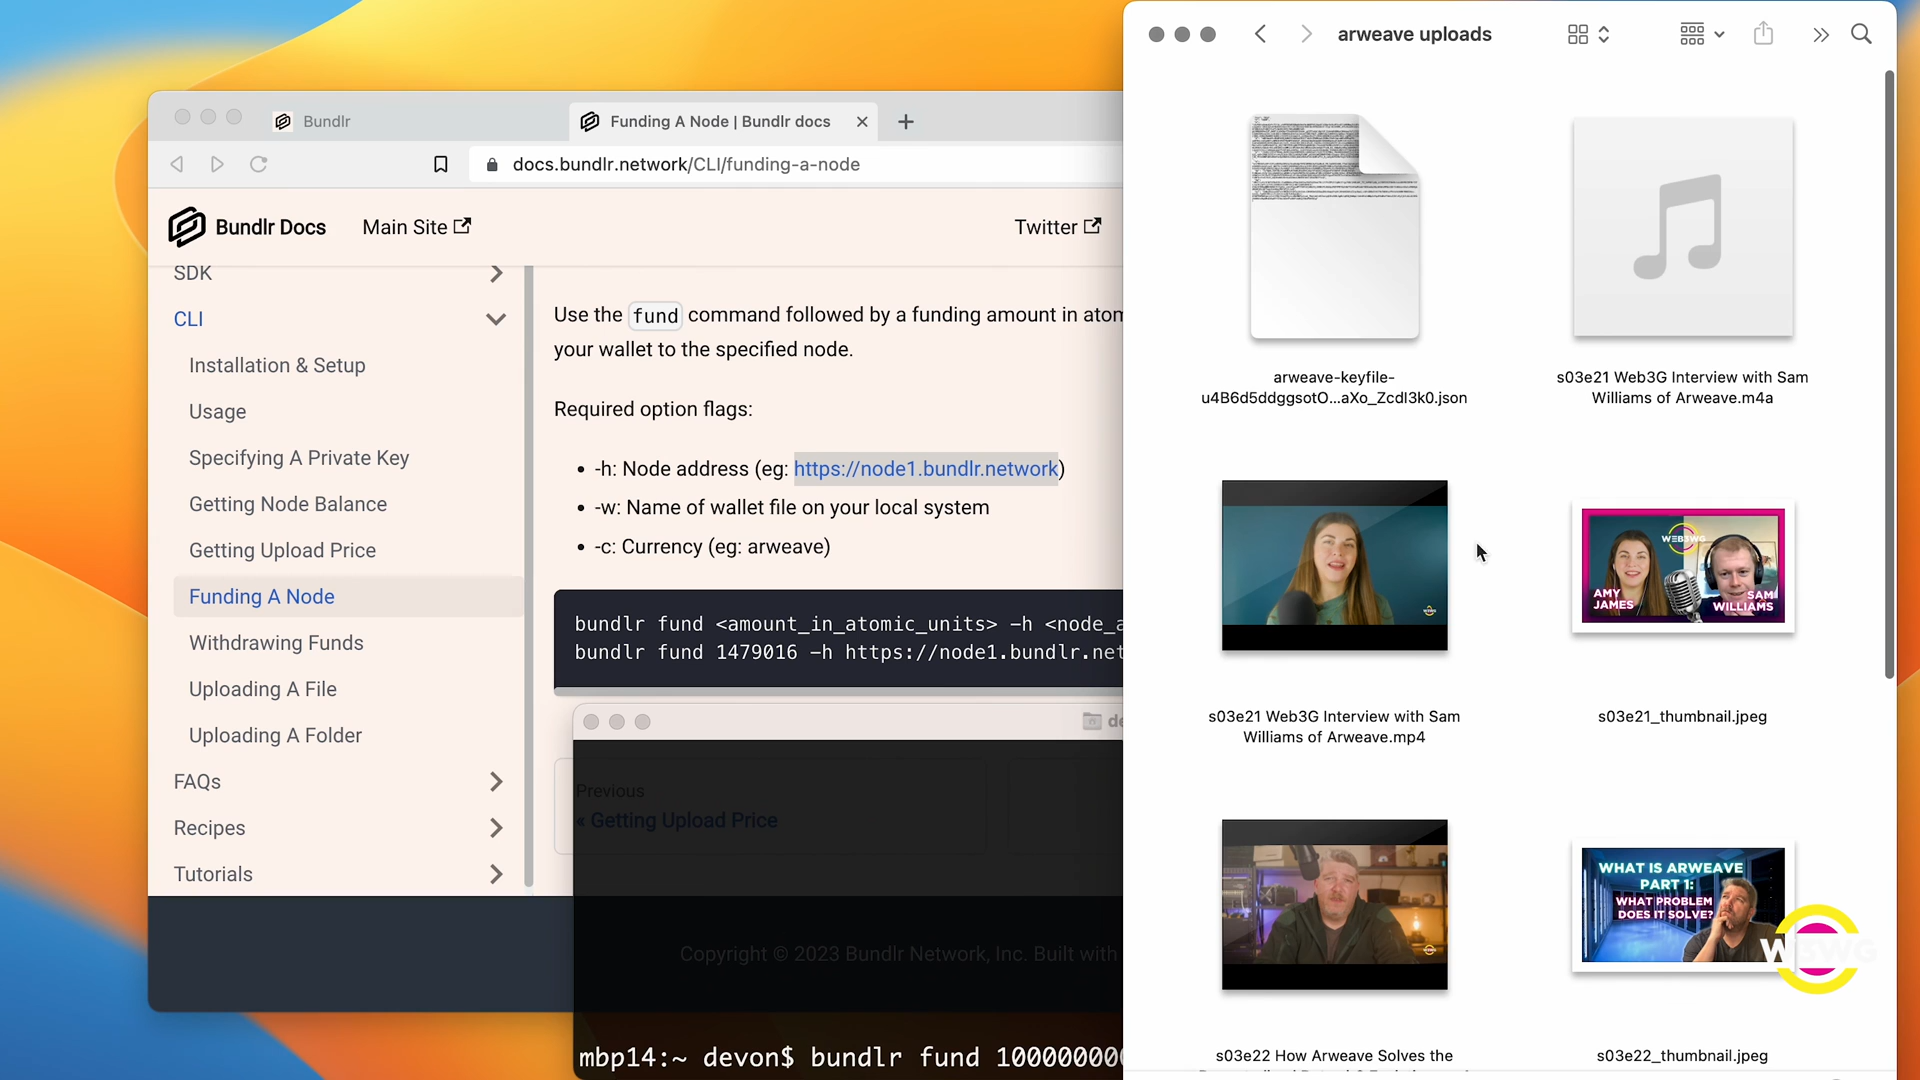 Bundlr
Funding A Node | Bundlr docs
docs.bundlr.network/CLI/funding-a-node
Bundlr Docs
Main Site
Twitter
SDK
CLI
Installation & Setup
Usage
Specifying A Private Key
Getting Node Balance
Getting Upload Price
Funding A Node
Withdrawing Funds
Uploading A File
Uploading A Folder
FAQs
Recipes
Tutorials
Use the fund command followed by a funding amount in atom
your wallet to the specified node.
Required option flags:
• -h: Node address (eg: https://node1.bundlr.network)
• -w: Name of wallet file on your local system
• -c: Currency (eg: arweave)
bundlr fund <amount_in_atomic_units> -h <node_a
bundlr fund 1479016 -h https://node1.bundlr.net
de
Previous
« Getting Upload Price
Copyright © 2023 Bundlr Network, Inc. Built with
mbp14:~ devon$ bundlr fund 100000000
arweave uploads
arweave-keyfile-
u4B6d5ddggsotO...aXo_ZcdI3k0.json
s03e21 Web3G Interview with Sam
Williams of Arweave.m4a
WEB3WG
AMY
JAMES
SAM
WILLIAMS
s03e21 Web3G Interview with Sam
Williams of Arweave.mp4
s03e21_thumbnail.jpeg
WHAT IS ARWEAVE
PART 1:
WHAT PROBLEM
DOES IT SOLVE?
W3WG
s03e22 How Arweave Solves the
s03e22_thumbnail.jpeg